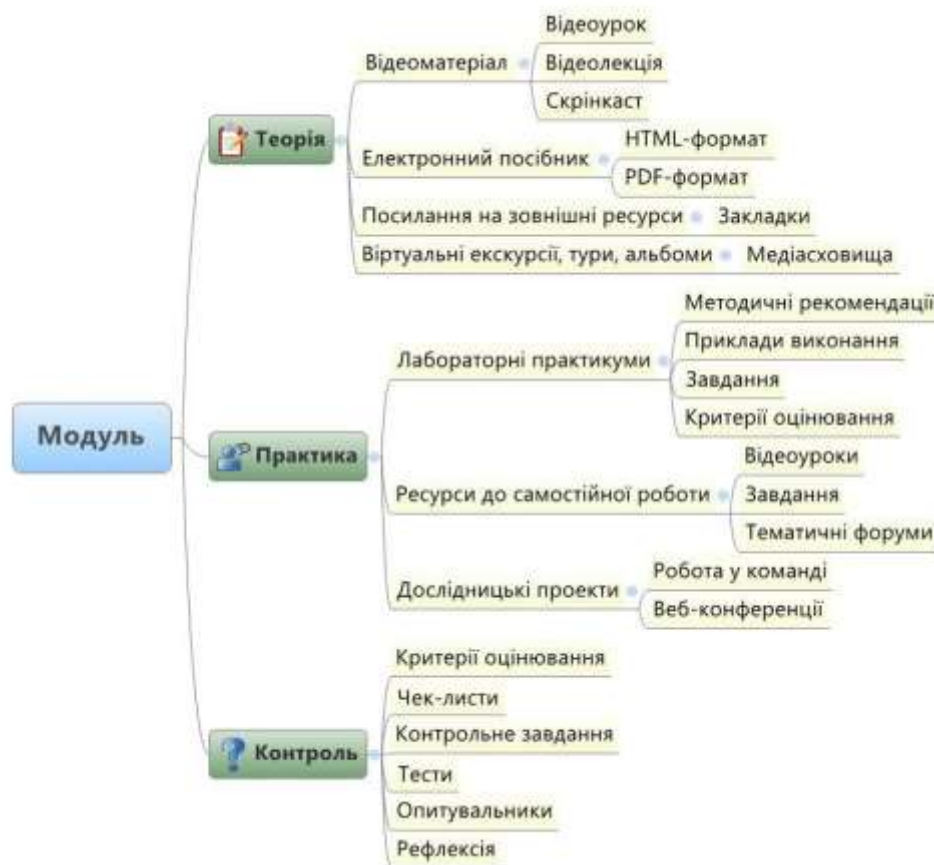 Модуль
Теорія
Відеоматеріал
Відеоурок
Відеолекція
Скрінкаст
Електронний посібник
HTML-формат
PDF-формат
Посилання на зовнішні ресурси
Закладки
Віртуальні екскурсії, тури, альбоми
Медіасховища
Практика
Лабораторні практикуми
Методичні рекомендації
Приклади виконання
Завдання
Критерії оцінювання
Ресурси до самостійної роботи
Відеоуроки
Завдання
Тематичні форуми
Дослідницькі проекти
Робота у команді
Веб-конференції
Контроль
Критерії оцінювання
Чек-листи
Контрольне завдання
Тести
Опитувальники
Рефлексія